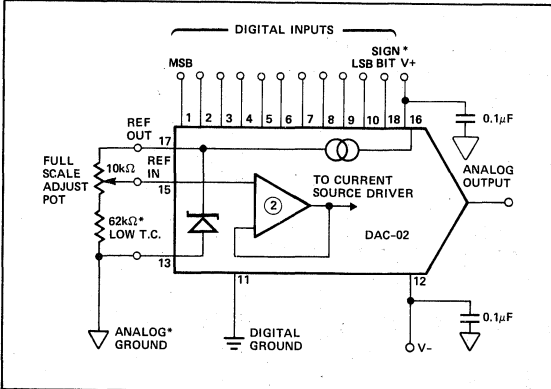 DIGITAL INPUTS
MSB
SIGN*
LSB BIT V+
1 2 3 4 5 6 7 8 9 10 18 16
0.1µF
REF
OUT
17
FULL
SCALE
ADJUST
POT
10kΩ
REF
IN
15
62kΩ*
LOW T.C.
13
2
TO CURRENT
SOURCE DRIVER
DAC-02
ANALOG
OUTPUT
11
12
ANALOG*
GROUND
DIGITAL
GROUND
V-
0.1µF